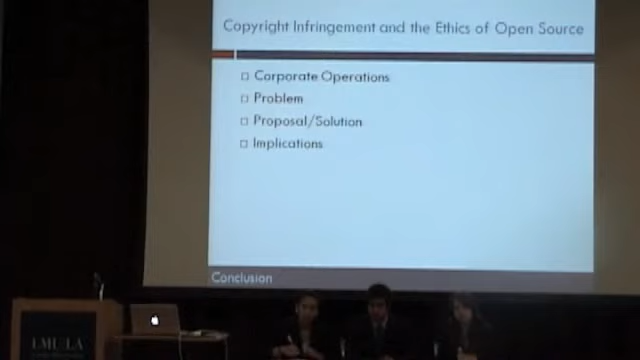 Copyright Infringement and the Ethics of Open Source
Corporate Operations
Problem
Proposal/Solution
Implications
Conclusion
LMU|LA